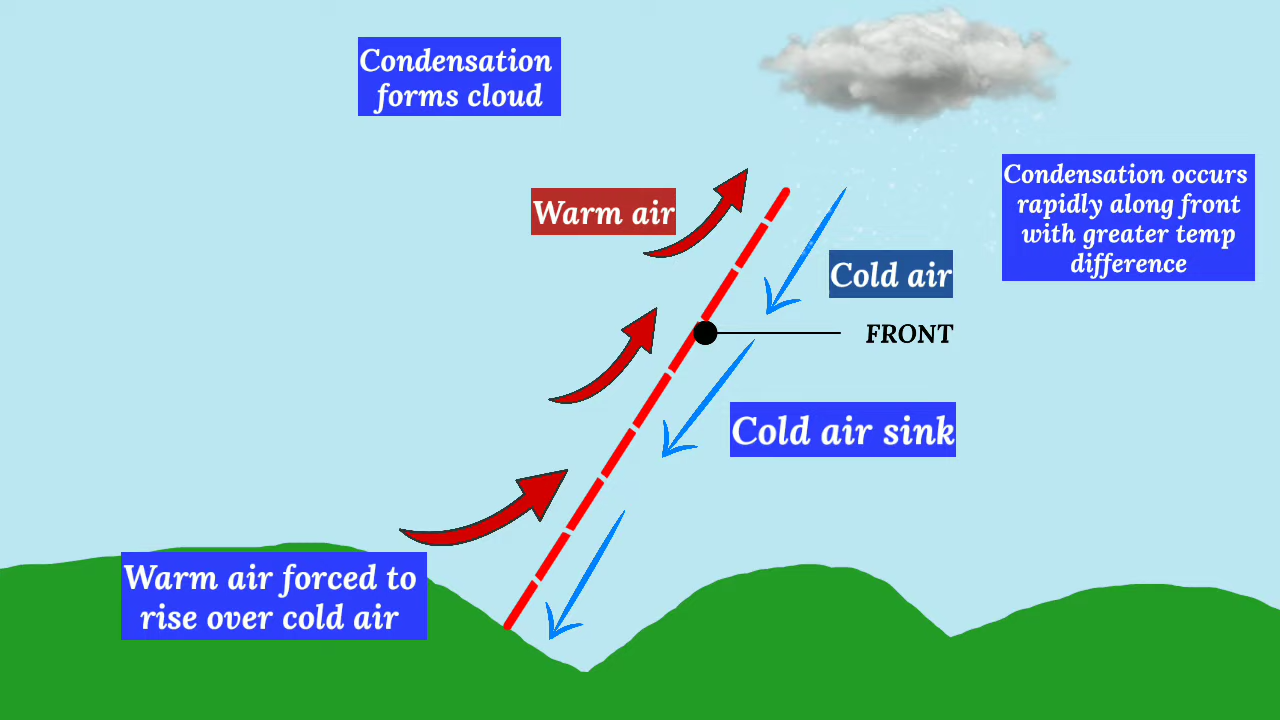 Condensation
forms cloud
Condensation occurs
rapidly along front
with greater temp
difference
Warm air
Cold air
FRONT
Cold air sink
Warm air forced to
rise over cold air